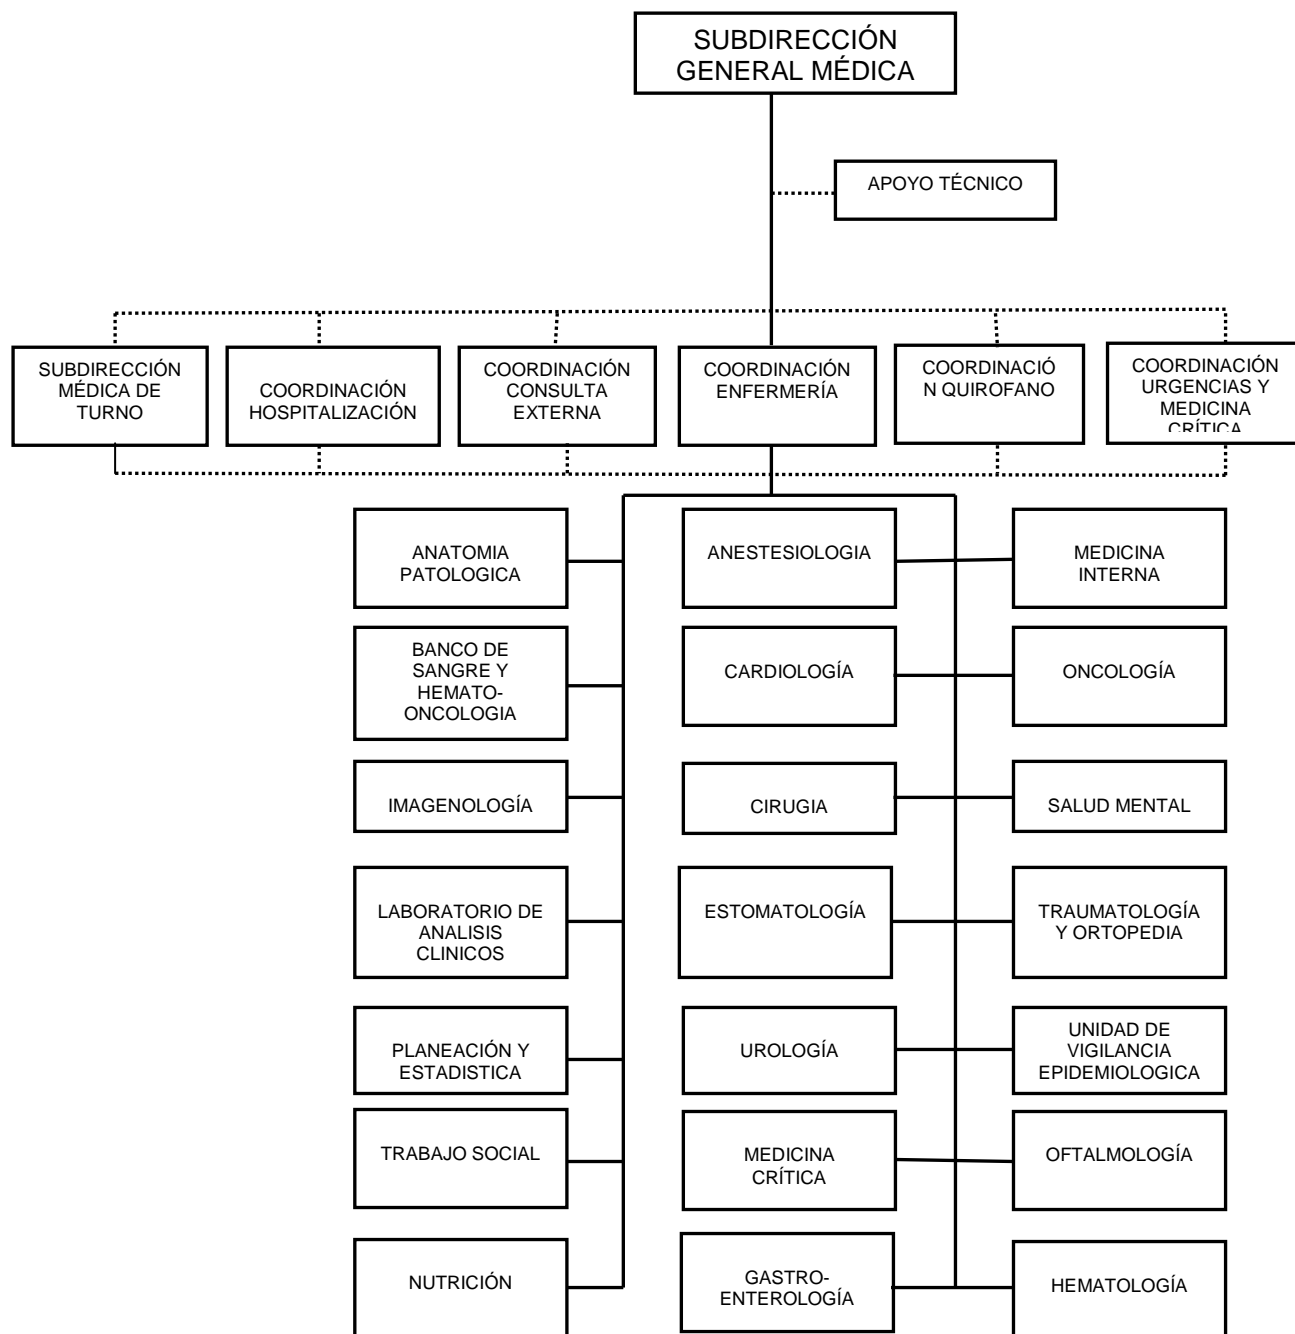 SUBDIRECCIÓN
GENERAL MÉDICA
APOYO TÉCNICO
SUBDIRECCIÓN
MÉDICA DE
TURNO
COORDINACIÓN
HOSPITALIZACIÓN
COORDINACIÓN
CONSULTA
EXTERNA
COORDINACIÓN
ENFERMERÍA
COORDINACIÓ
N QUIROFANO
COORDINACIÓN
URGENCIAS Y
MEDICINA
CRÍTICA
ANATOMIA
PATOLOGICA
ANESTESIOLOGIA
MEDICINA
INTERNA
BANCO DE
SANGRE Y
HEMATO-
ONCOLOGIA
CARDIOLOGÍA
ONCOLOGÍA
IMAGENOLOGÍA
CIRUGIA
SALUD MENTAL
LABORATORIO DE
ANALISIS
CLINICOS
ESTOMATOLOGÍA
TRAUMATOLOGÍA
Y ORTOPEDIA
PLANEACIÓN Y
ESTADISTICA
UROLOGÍA
UNIDAD DE
VIGILANCIA
EPIDEMIOLOGICA
TRABAJO SOCIAL
MEDICINA
CRÍTICA
OFTALMOLOGÍA
NUTRICIÓN
GASTRO-
ENTEROLOGÍA
HEMATOLOGÍA